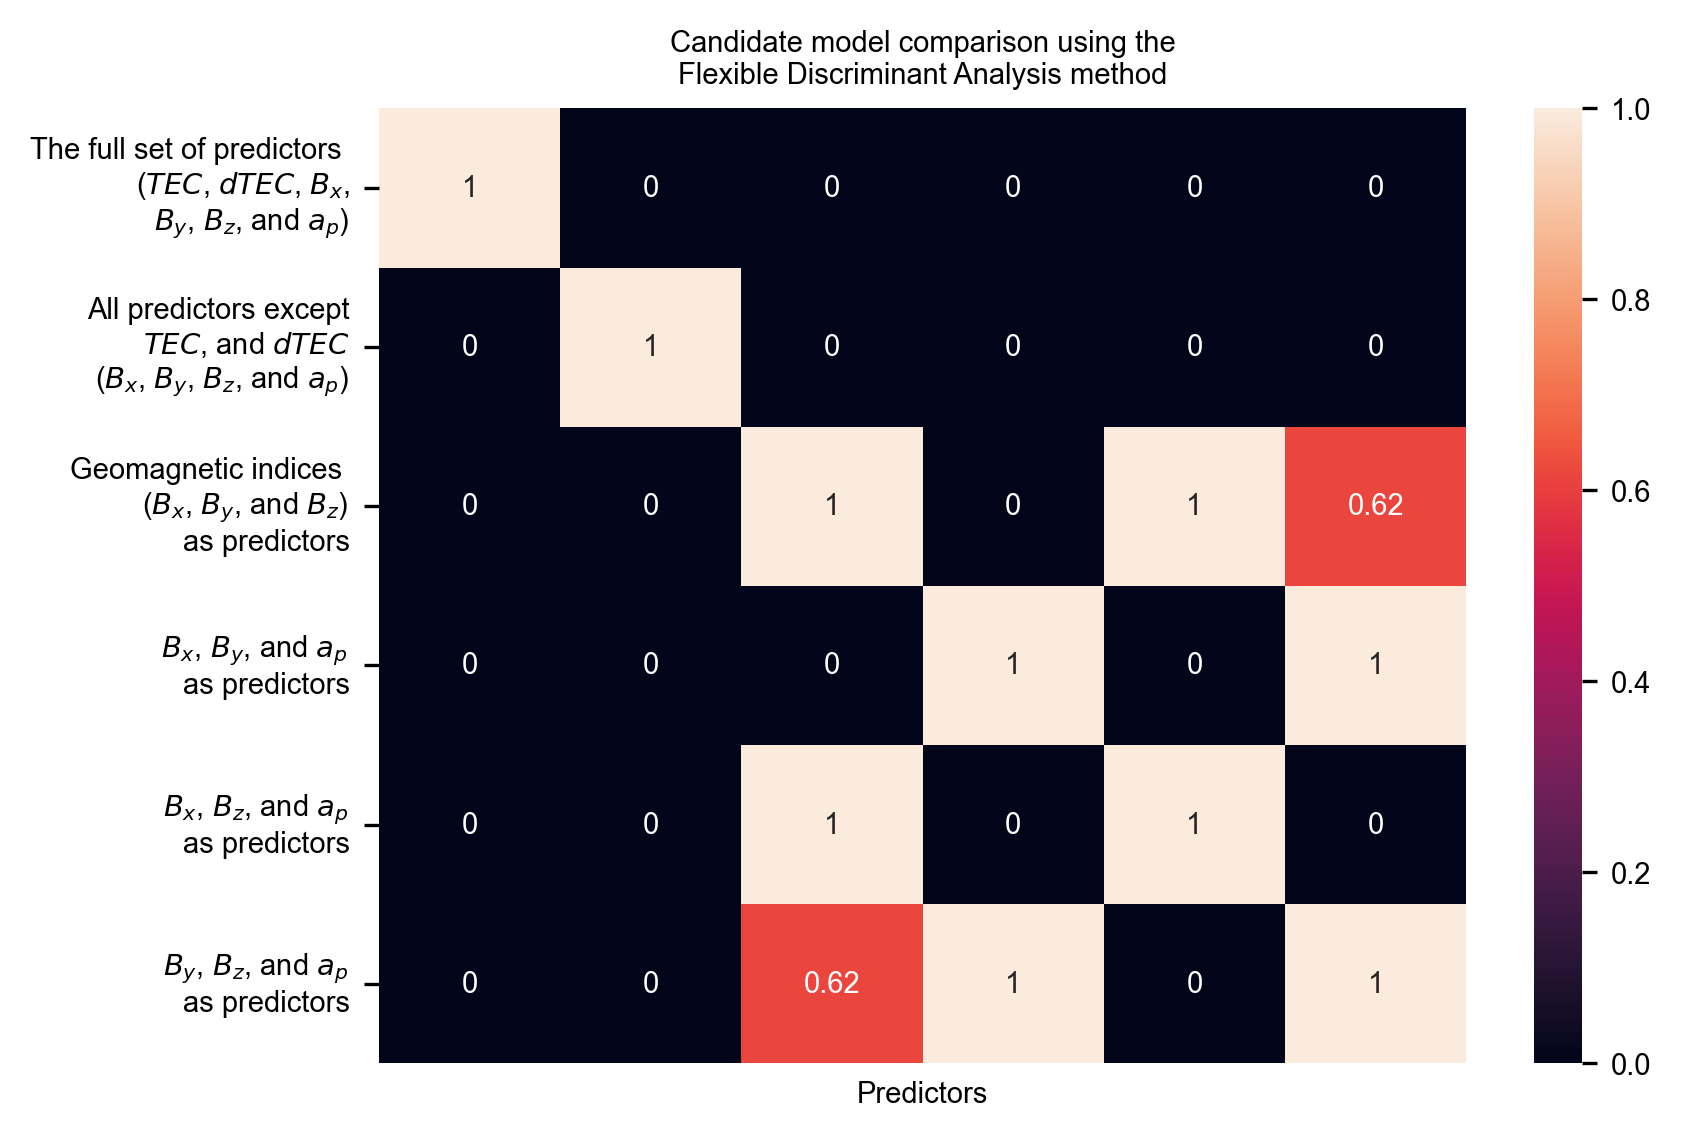 Candidate model comparison using the
Flexible Discriminant Analysis method
The full set of predictors
(TEC, dTEC, Bx,
By, Bz, and ap)
1 0 0 0 0 0
All predictors except
TEC, and dTEC
(Bx, By, Bz, and ap)
0 1 0 0 0 0
Geomagnetic indices
(Bx, By, and Bz)
as predictors
0 0 1 0 1 0.62
Bx, By, and ap
as predictors
0 0 0 1 0 1
Bx, Bz, and ap
as predictors
0 0 1 0 1 0
By, Bz, and ap
as predictors
0 0 0.62 1 0 1
Predictors
1.0
0.8
0.6
0.4
0.2
0.0